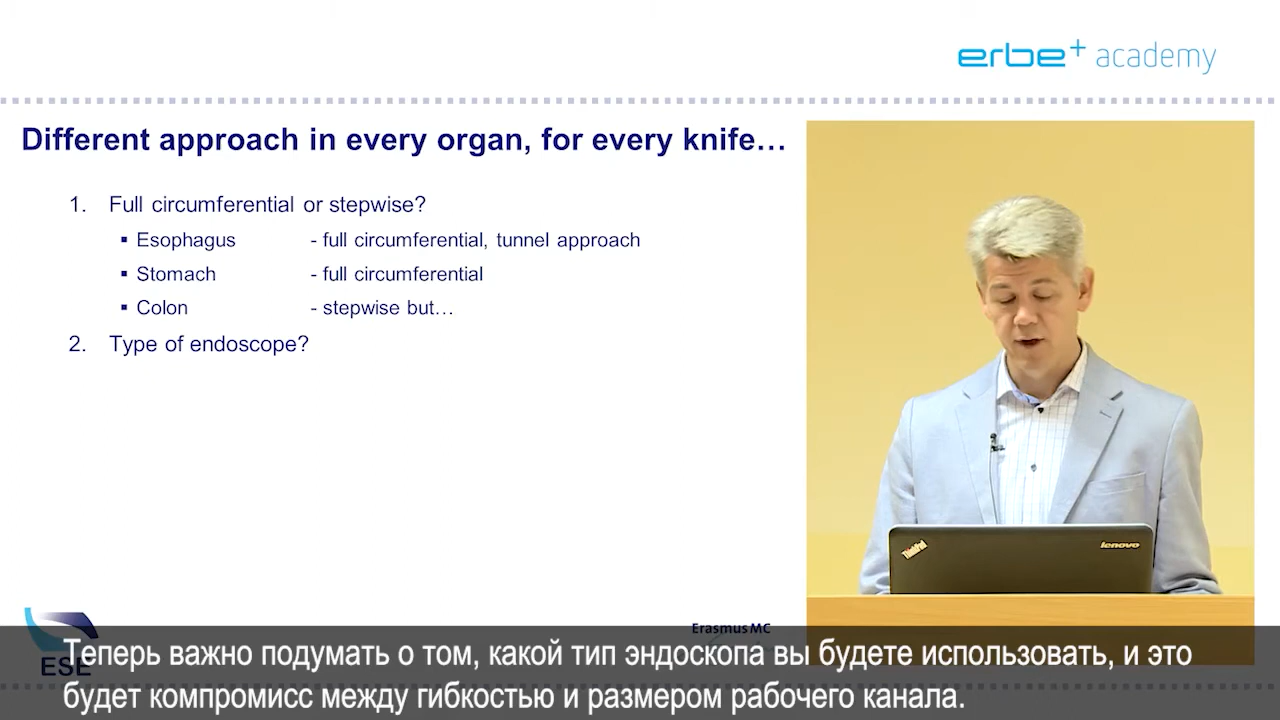 erbe+ academy
Different approach in every organ, for every knife…
1. Full circumferential or stepwise?
▪ Esophagus - full circumferential, tunnel approach
▪ Stomach - full circumferential
▪ Colon - stepwise but…
2. Type of endoscope?
ThinkPad
lenovo
Erasmus MC
ESE
Теперь важно подумать о том, какой тип эндоскопа вы будете использовать, и это
будет компромисс между гибкостью и размером рабочего канала.